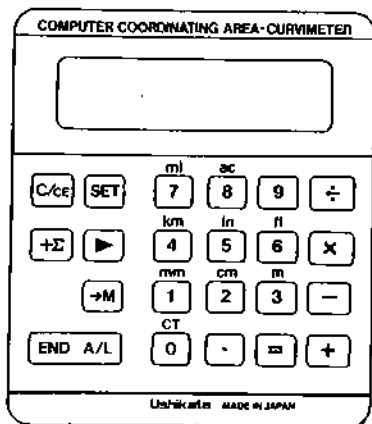 COMPUTER COORDINATING AREA-CURVIMETER
mi ac
C/CE SET 7 8 9 ÷
km in ft
+Σ ▶ 4 5 6 ×
mm cm m
→M 1 2 3 −
CT
END A/L 0 . = +
Ushikata MADE IN JAPAN